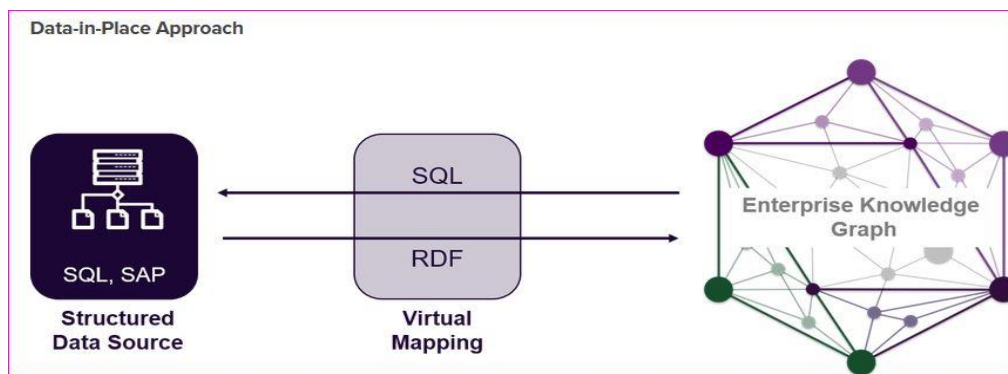 Data-in-Place Approach
SQL
RDF
SQL, SAP
Structured
Data Source
Virtual
Mapping
Enterprise Knowledge
Graph